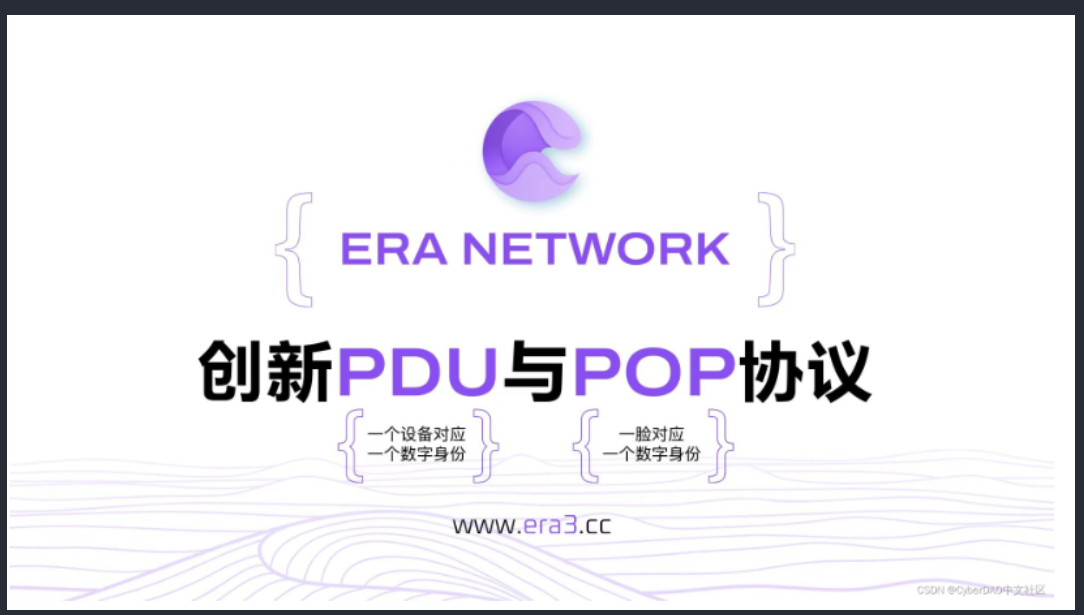 ERA NETWORK
创新PDU与POP协议
一个设备对应
一个数字身份
一脸对应
一个数字身份
www.era3.cc
CSDN @CyberDAO中文社区